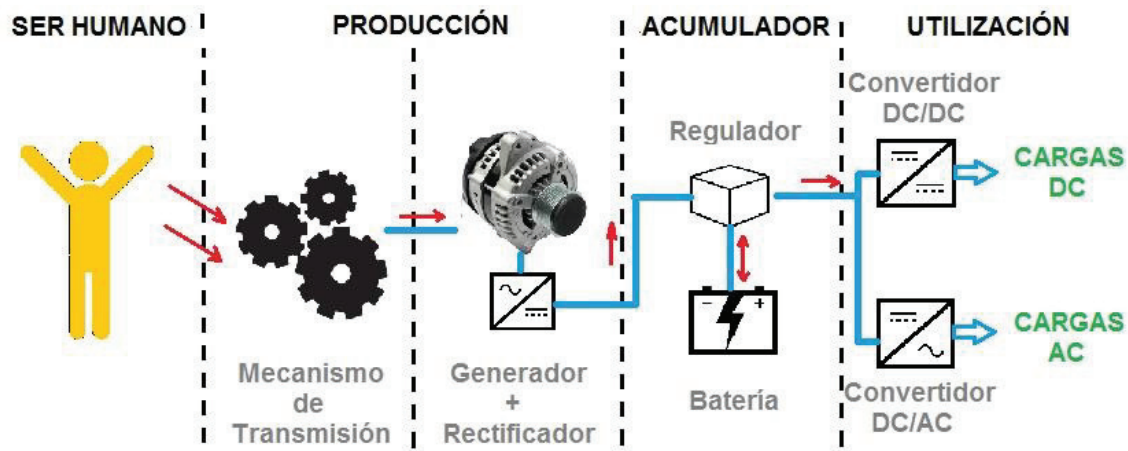 SER HUMANO
PRODUCCIÓN
ACUMULADOR
UTILIZACIÓN
Convertidor
DC/DC
Regulador
CARGAS
DC
- +
CARGAS
AC
Mecanismo
de
Transmisión
Generador
+
Rectificador
Batería
Convertidor
DC/AC